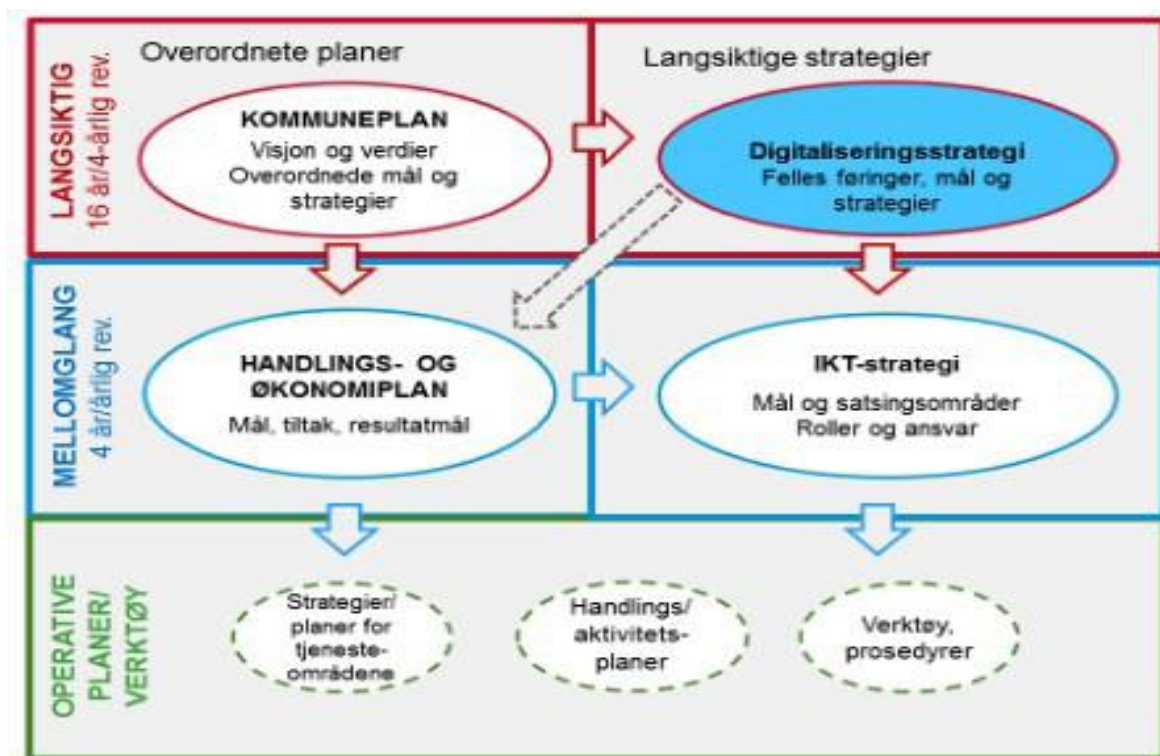 LANGSIKTIG
16 år/4-årlig rev.
Overordnete planer
KOMMUNEPLAN
Visjon og verdier
Overordnede mål og
strategier
Langsiktige strategier
Digitaliseringsstrategi
Felles føringer, mål og
strategier
MELLOMGLANG
4 år/årlig rev.
HANDLINGS- OG
ØKONOMIPLAN
Mål, tiltak, resultatmål
IKT-strategi
Mål og satsingsområder
Roller og ansvar
OPERATIVE
PLANER/
VERKTØY
Strategier/
planer for
tjeneste-
områdene
Handlings/
aktivitets-
planer
Verktøy,
prosedyrer